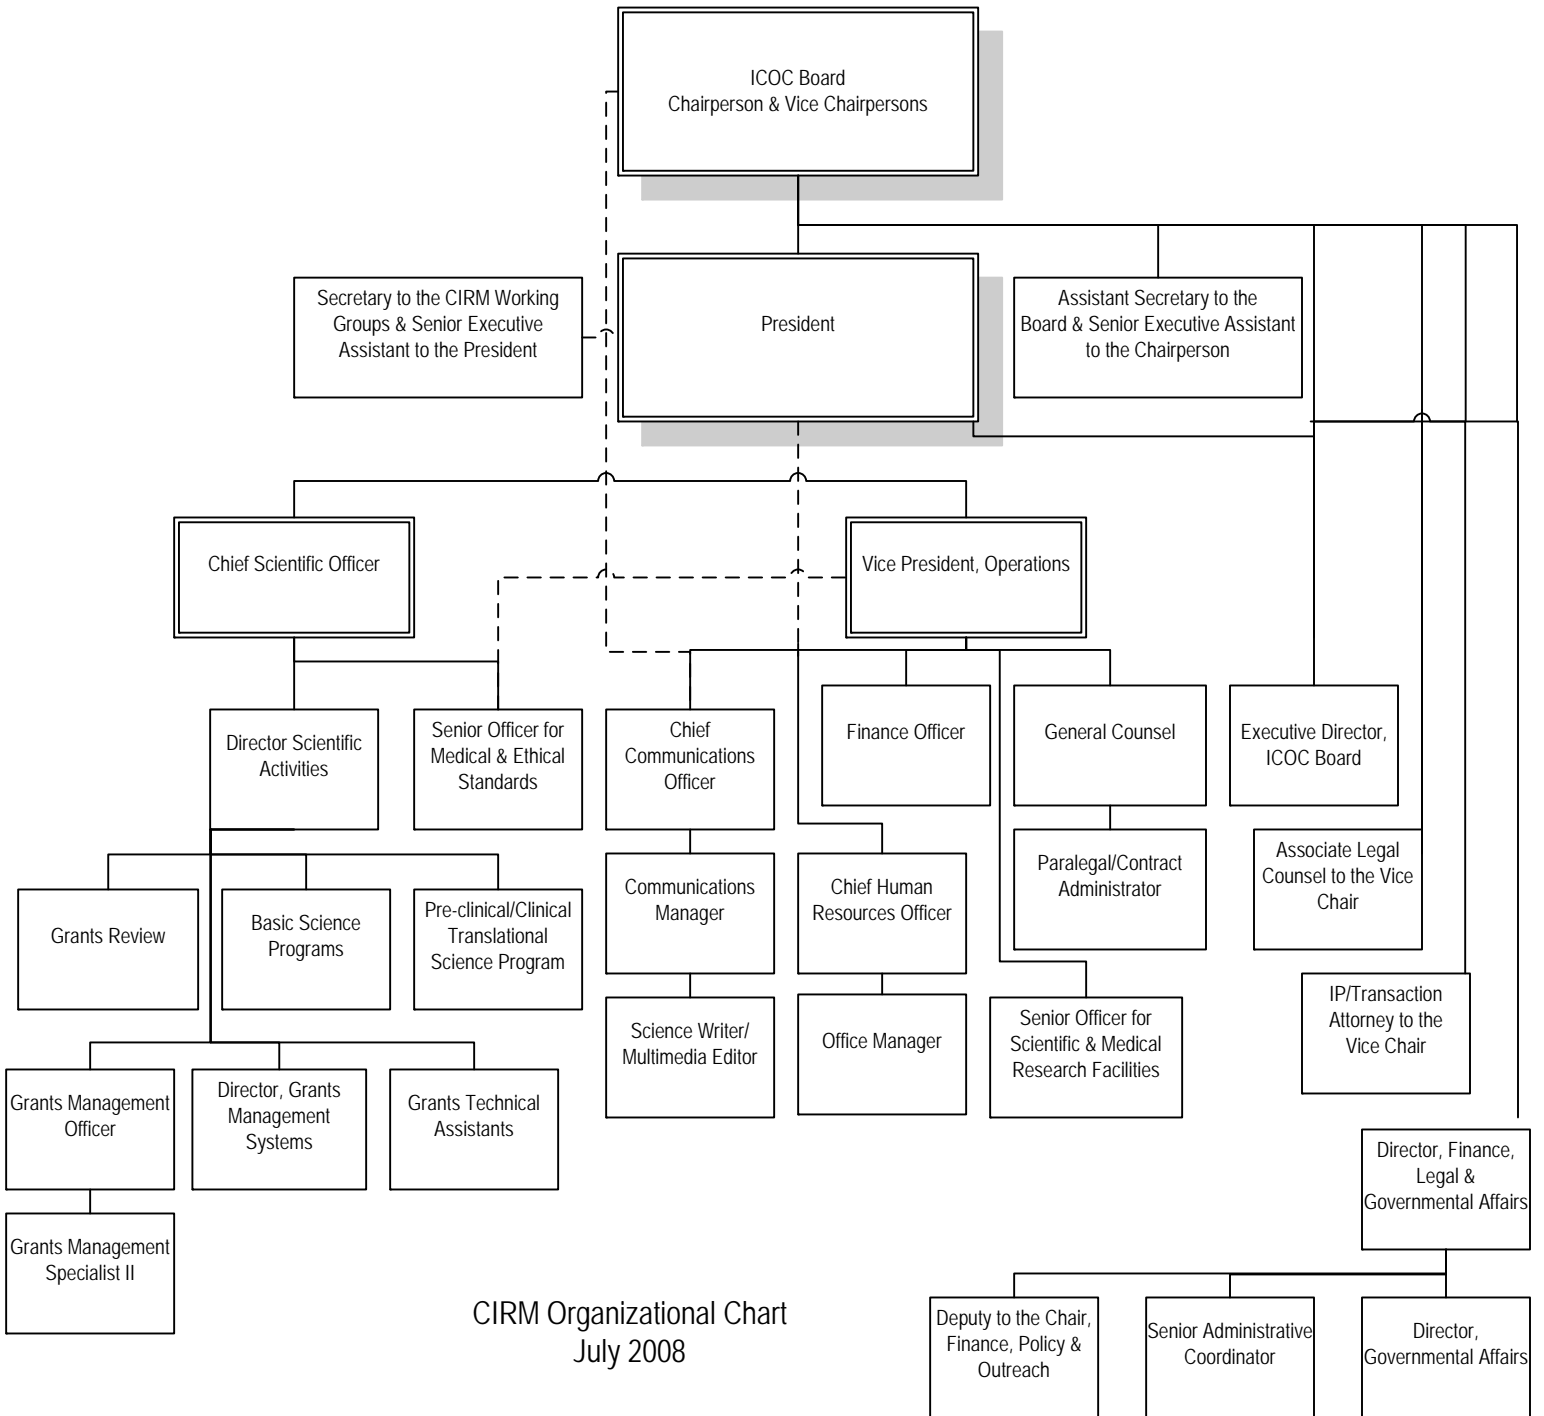 ICOC Board
Chairperson & Vice Chairpersons
Secretary to the CIRM Working
Groups & Senior Executive
Assistant to the President
President
Assistant Secretary to the
Board & Senior Executive Assistant
to the Chairperson
Chief Scientific Officer
Vice President, Operations
Director Scientific
Activities
Senior Officer for
Medical & Ethical
Standards
Chief
Communications
Officer
Finance Officer
General Counsel
Executive Director,
ICOC Board
Grants Review
Basic Science
Programs
Pre-clinical/Clinical
Translational
Science Program
Communications
Manager
Chief Human
Resources Officer
Paralegal/Contract
Administrator
Associate Legal
Counsel to the Vice
Chair
Science Writer/
Multimedia Editor
Office Manager
Senior Officer for
Scientific & Medical
Research Facilities
IP/Transaction
Attorney to the
Vice Chair
Grants Management
Officer
Director, Grants
Management
Systems
Grants Technical
Assistants
Director, Finance,
Legal &
Governmental Affairs
Grants Management
Specialist II
CIRM Organizational Chart
July 2008
Deputy to the Chair,
Finance, Policy &
Outreach
Senior Administrative
Coordinator
Director,
Governmental Affairs